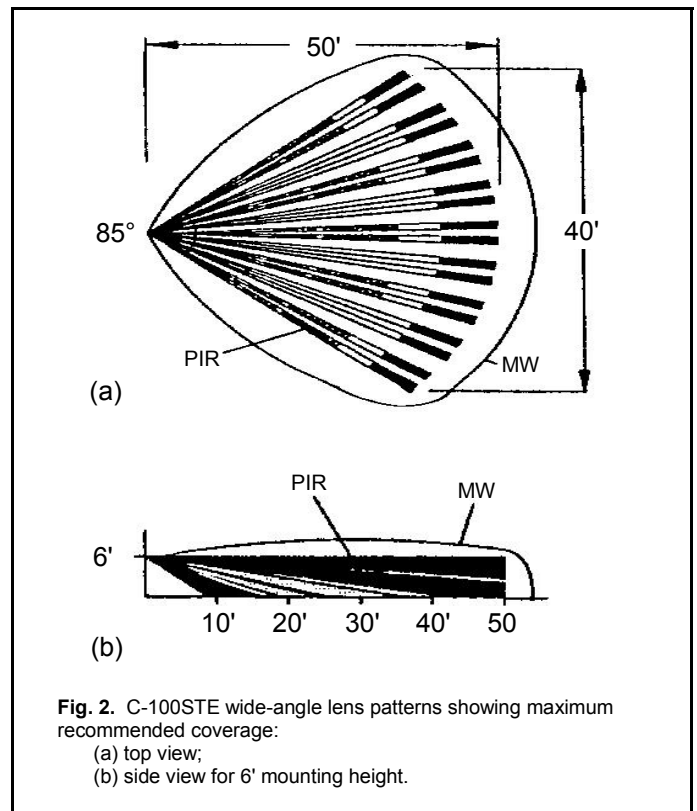 50'
85°
40'
PIR
MW
(a)
PIR
MW
6'
10' 20' 30' 40' 50
(b)
Fig. 2. C-100STE wide-angle lens patterns showing maximum
recommended coverage:
(a) top view;
(b) side view for 6' mounting height.